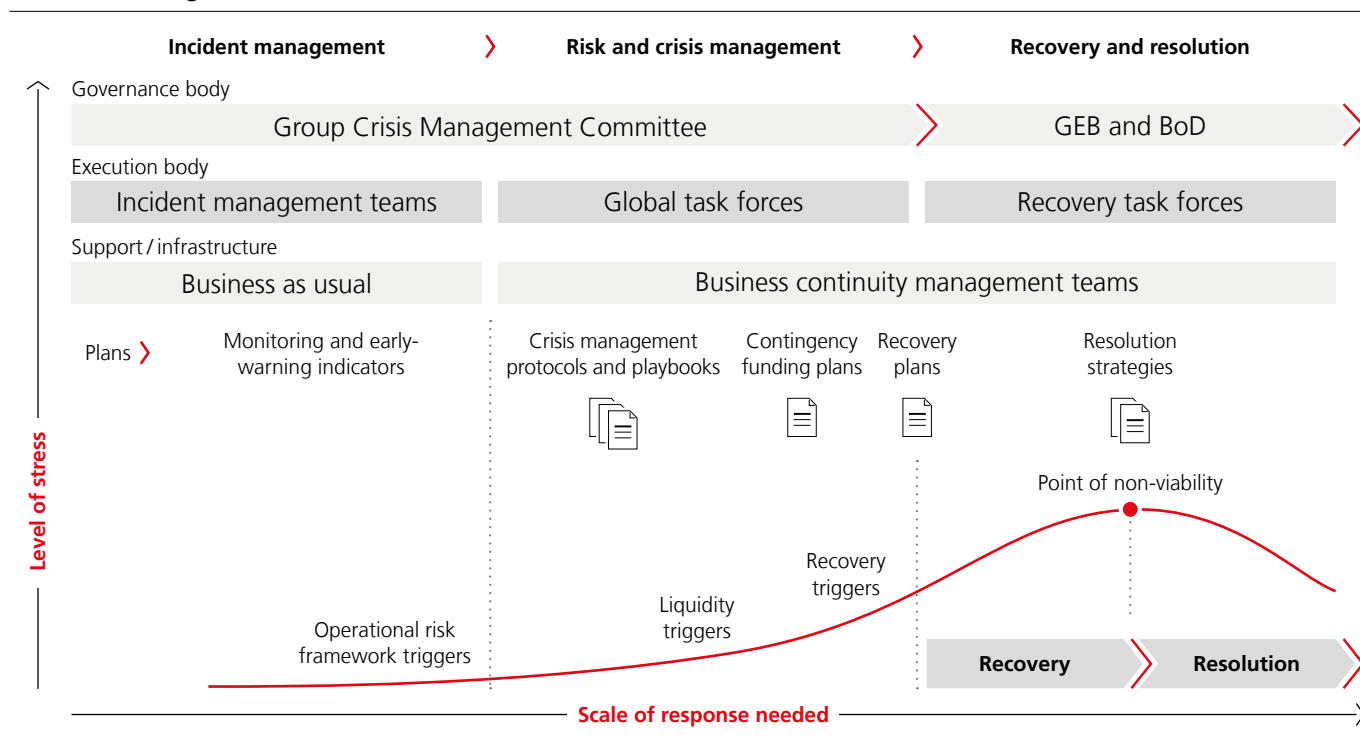 Incident management
Risk and crisis management
Recovery and resolution
Governance body
Group Crisis Management Committee
GEB and BoD
Execution body
Incident management teams
Global task forces
Recovery task forces
Support / infrastructure
Business as usual
Business continuity management teams
Plans
Monitoring and early-
warning indicators
Crisis management
protocols and playbooks
Contingency
funding plans
Recovery
plans
Resolution
strategies
Level of stress
Point of non-viability
Recovery
triggers
Liquidity
triggers
Operational risk
framework triggers
Recovery
Resolution
Scale of response needed